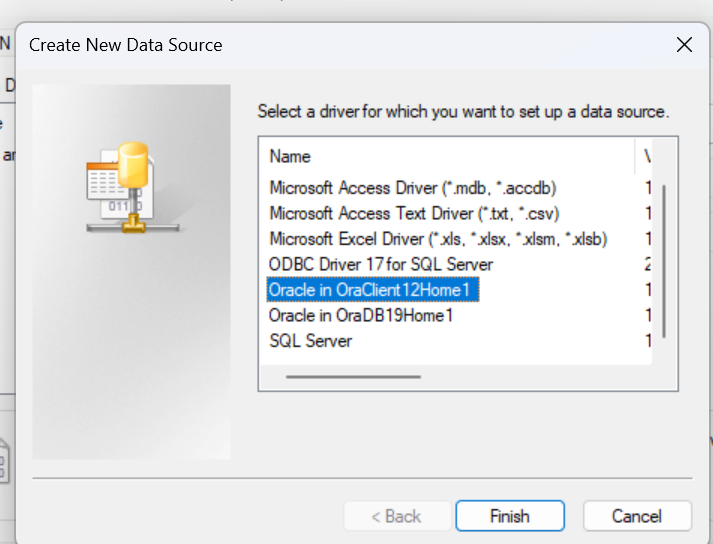 Create New Data Source
Select a driver for which you want to set up a data source.
Name
Microsoft Access Driver (*.mdb, *.accdb) 1
Microsoft Access Text Driver (*.txt, *.csv) 1
Microsoft Excel Driver (*.xls, *.xlsx, *.xlsm, *.xlsb) 1
ODBC Driver 17 for SQL Server 2
Oracle in OraClient12Home1 1
Oracle in OraDB19Home1 1
SQL Server 1
< Back Finish Cancel